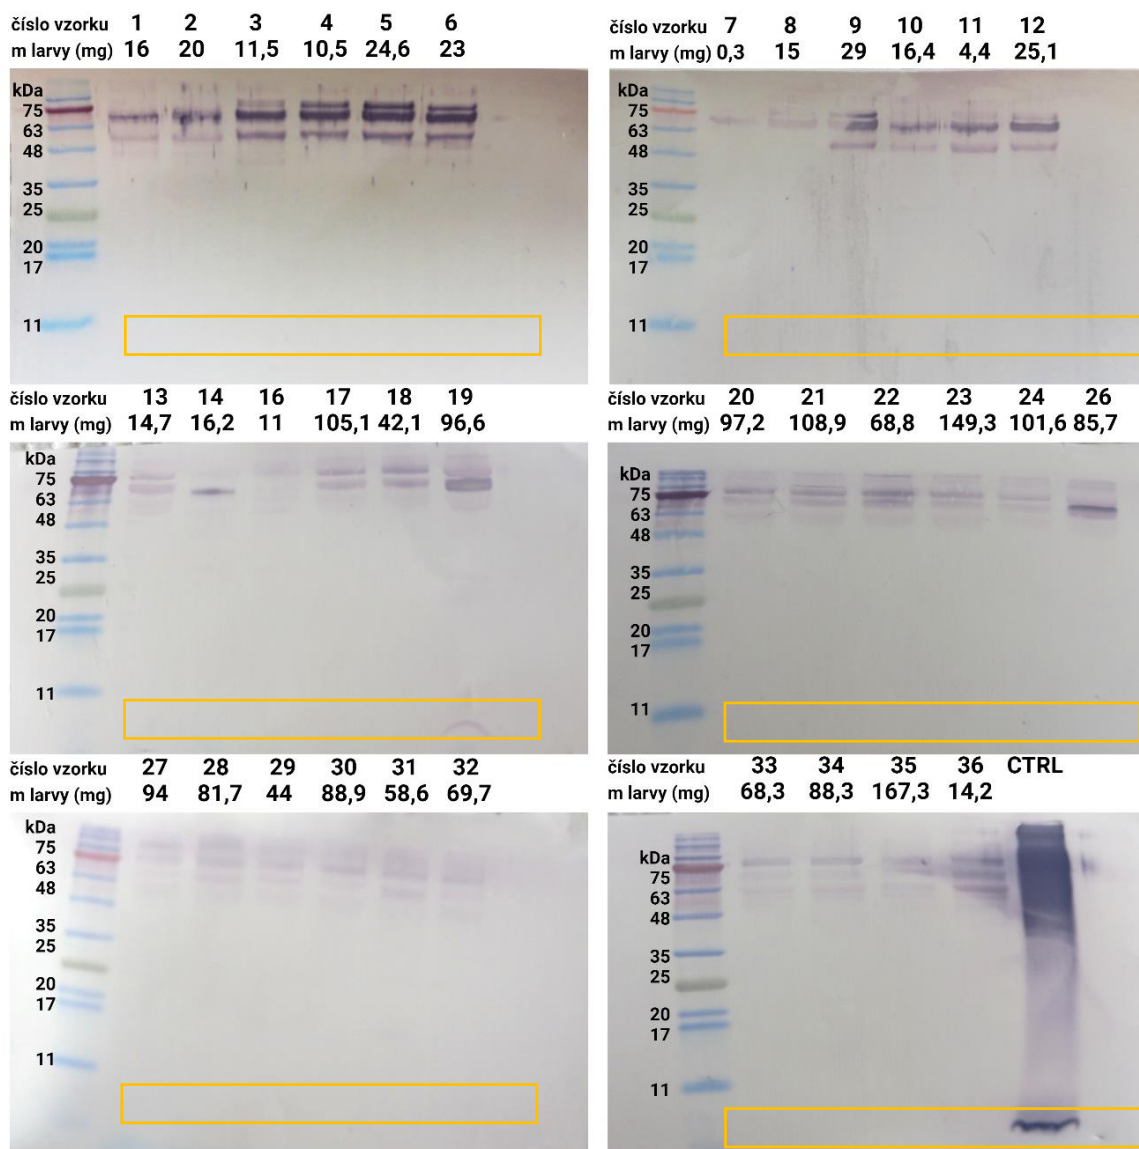 číslo vzorku 1 2 3 4 5 6
m larvy (mg) 16 20 11,5 10,5 24,6 23
kDa
75
63
48
35
25
20
17
11
číslo vzorku 7 8 9 10 11 12
m larvy (mg) 0,3 15 29 16,4 4,4 25,1
kDa
75
63
48
35
25
20
17
11
číslo vzorku 13 14 16 17 18 19
m larvy (mg) 14,7 16,2 11 105,1 42,1 96,6
kDa
75
63
48
35
25
20
17
11
číslo vzorku 20 21 22 23 24 26
m larvy (mg) 97,2 108,9 68,8 149,3 101,6 85,7
kDa
75
63
48
35
25
20
17
11
číslo vzorku 27 28 29 30 31 32
m larvy (mg) 94 81,7 44 88,9 58,6 69,7
kDa
75
63
48
35
25
20
17
11
číslo vzorku 33 34 35 36 CTRL
m larvy (mg) 68,3 88,3 167,3 14,2
kDa
75
63
48
35
25
20
17
11